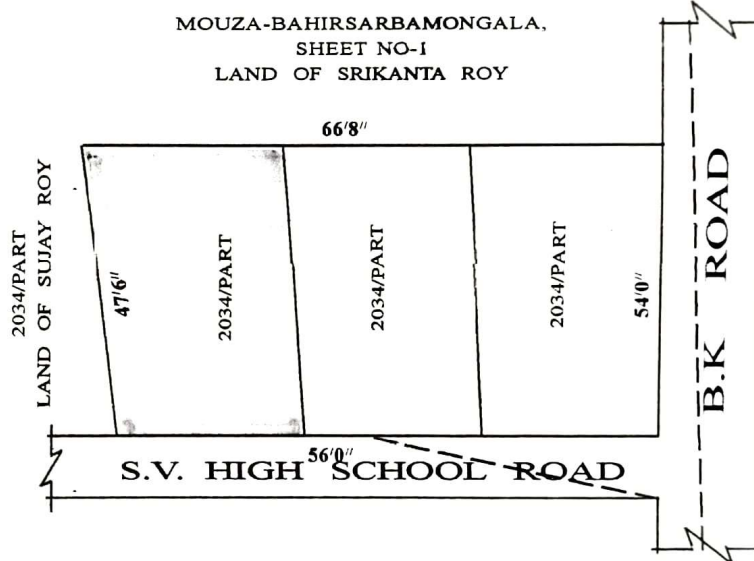 MOUZA-BAHIRSARBAMONGALA,
SHEET NO-I
LAND OF SRIKANTA ROY
66'8"
2034/PART
LAND OF SUJAY ROY
47'6"
2034/PART
2034/PART
2034/PART
54'0"
B.K ROAD
56'0"
S.V. HIGH SCHOOL ROAD